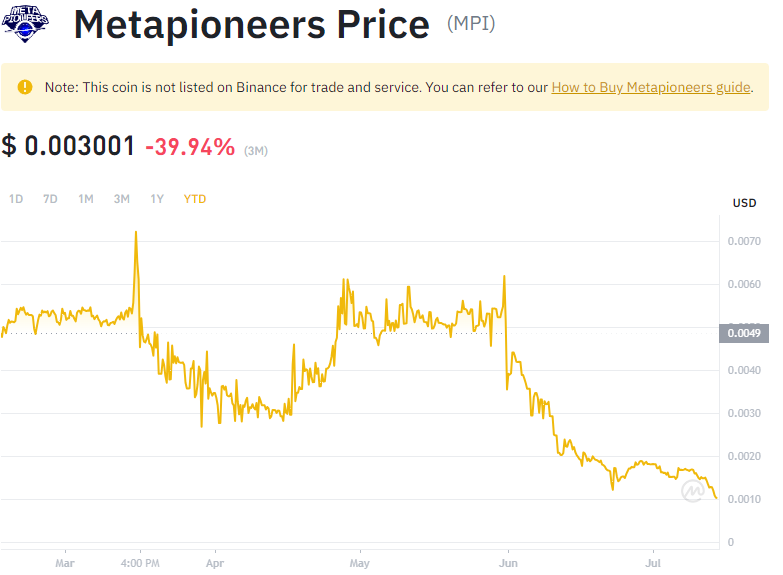 META
PIONEERS
Metapioneers Price (MPI)
Note: This coin is not listed on Binance for trade and service. You can refer to our How to Buy Metapioneers guide.
$ 0.003001 -39.94% (3M)
1D 7D 1M 3M 1Y YTD
USD
0.0070
0.0060
0.0049
0.0040
0.0030
0.0020
0.0010
0
Mar 4:00 PM Apr May Jun Jul